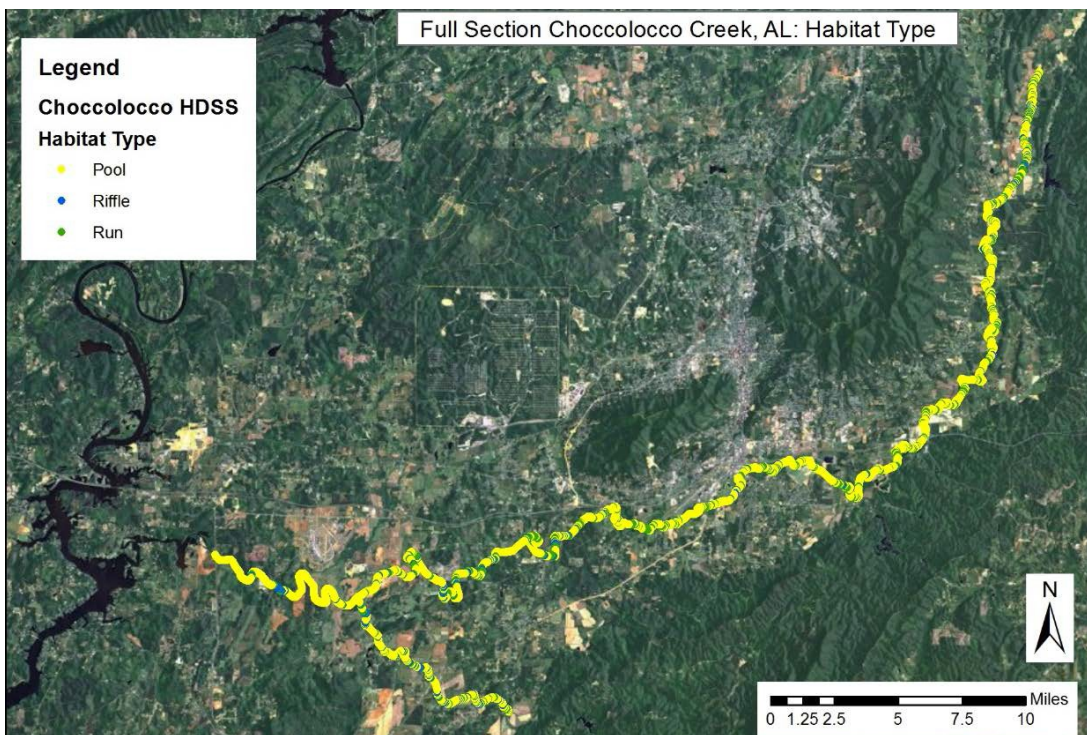 Full Section Choccolocco Creek, AL: Habitat Type
Legend
Choccolocco HDSS
Habitat Type
Pool
Riffle
Run
N
Miles
0 1.25 2.5 5 7.5 10